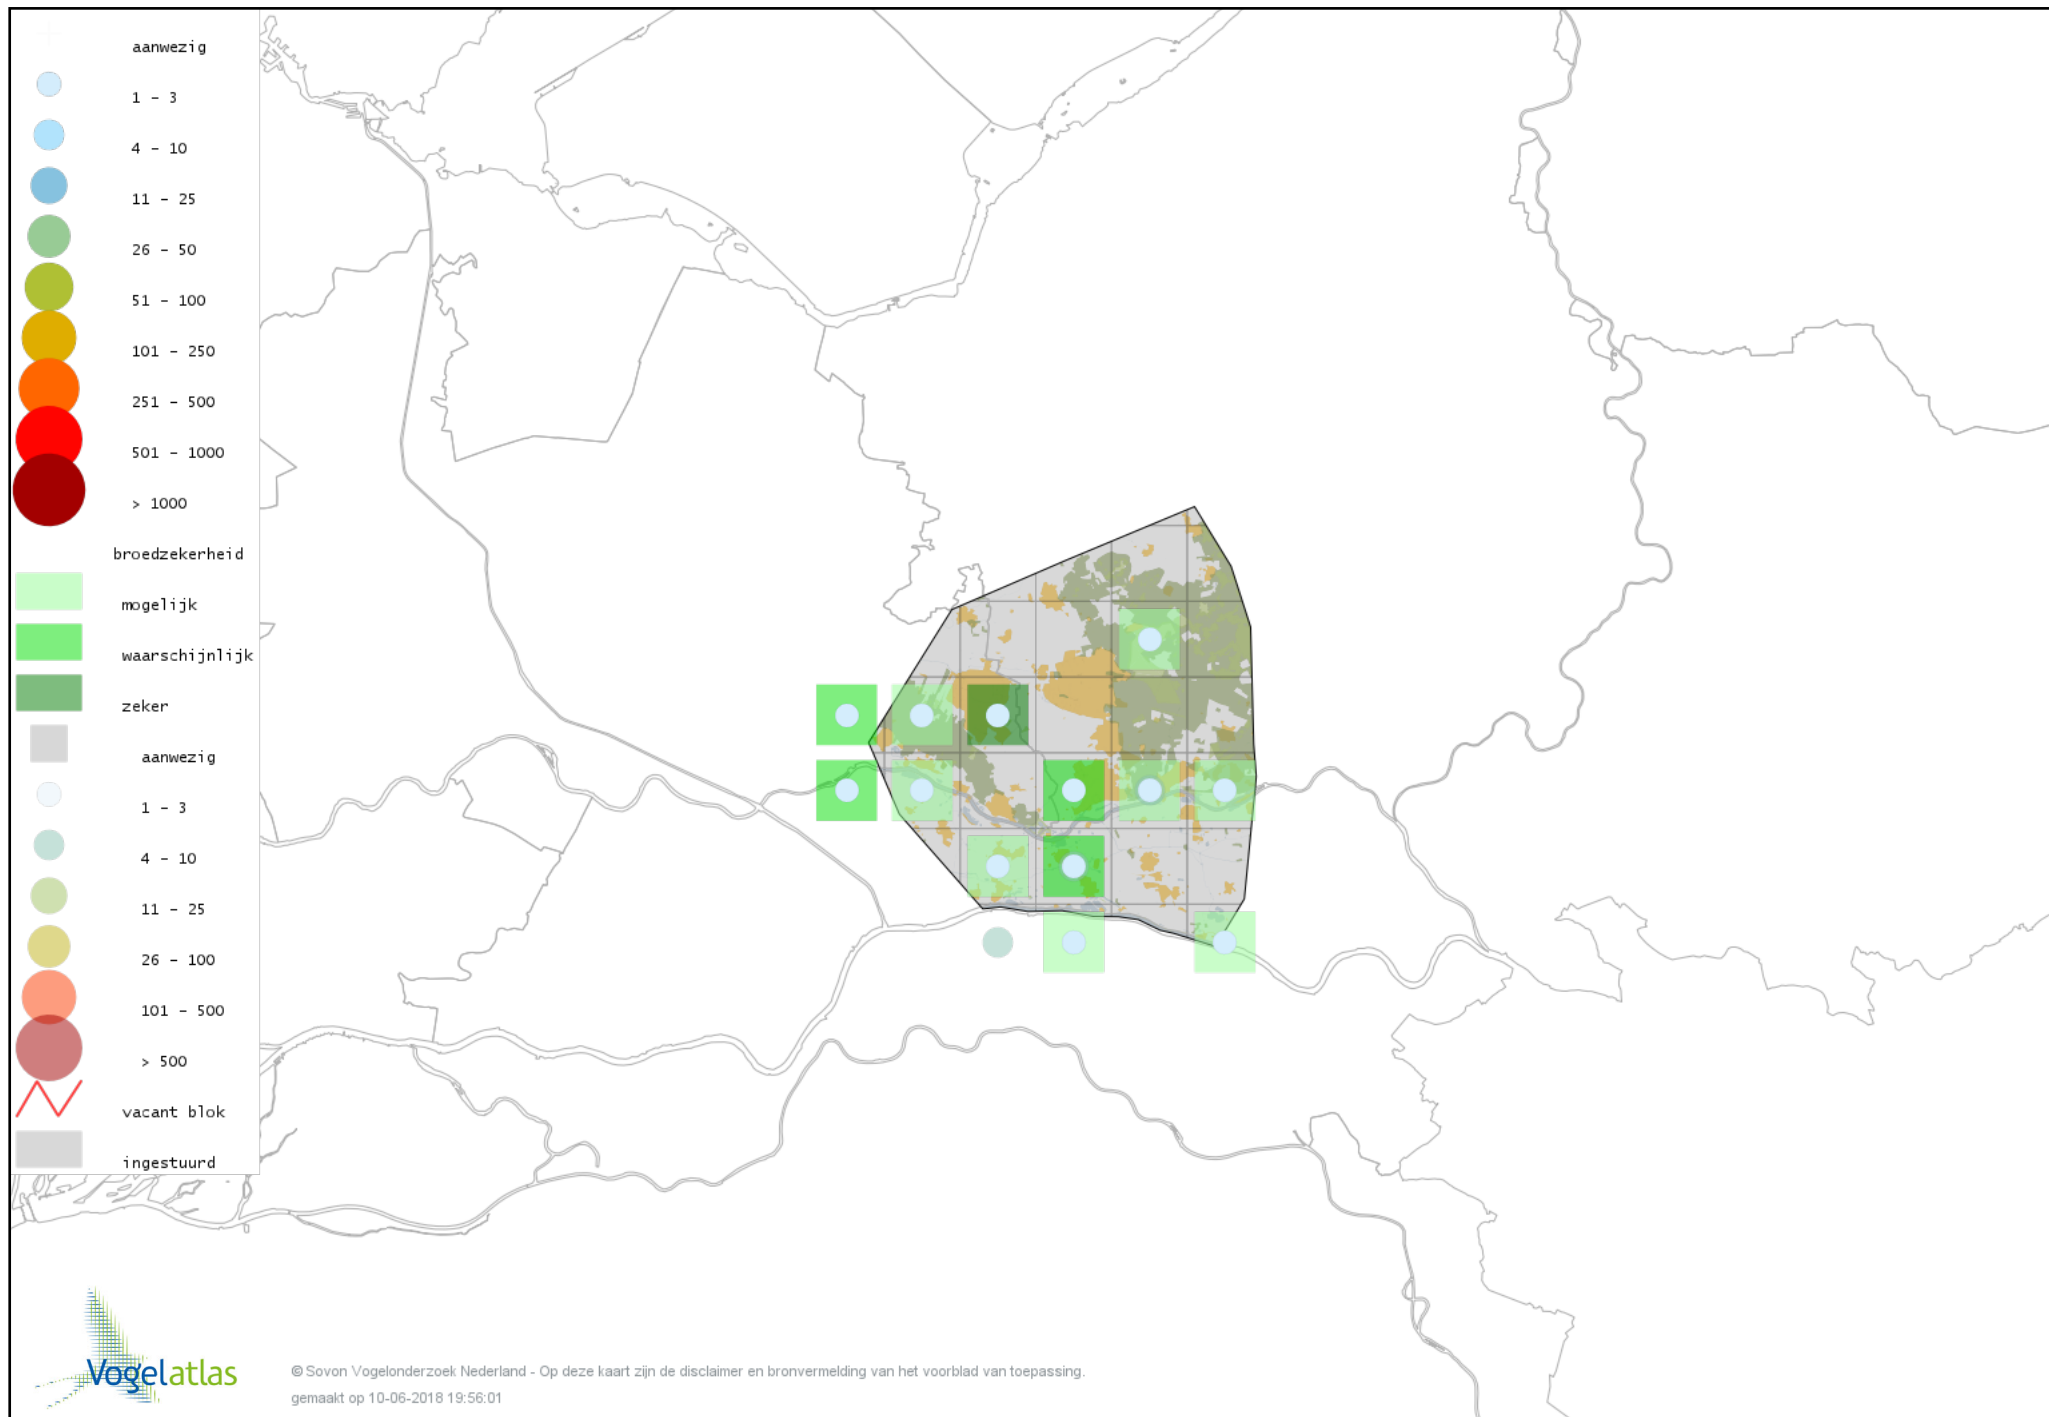 aanwezig
1 - 3
4 - 10
11 - 25
26 - 50
51 - 100
101 - 250
251 - 500
501 - 1000
> 1000
broedzekerheid
mogelijk
waarschijnlijk
zeker
aanwezig
1 - 3
4 - 10
11 - 25
26 - 100
101 - 500
> 500
vacant blok
ingestuurd
Vogelatlas
© Sovon Vogelonderzoek Nederland - Op deze kaart zijn de disclaimer en bronvermelding van het voorblad van toepassing.
gemaakt op 10-06-2018 19:56:01